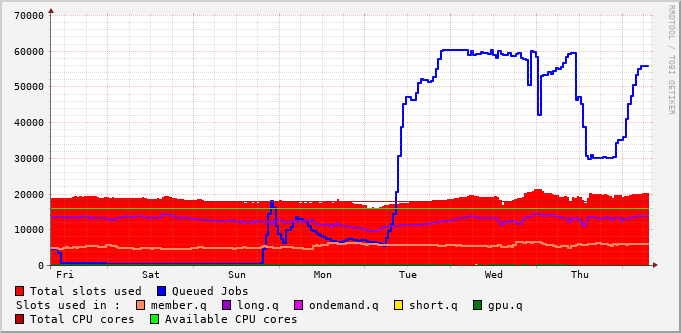 70000
60000
50000
40000
30000
20000
10000
0
Fri Sat Sun Mon Tue Wed Thu
RRDTOOL / TOBI OETIKER
Total slots used Queued Jobs
Slots used in : member.q long.q ondemand.q short.q gpu.q
Total CPU cores Available CPU cores